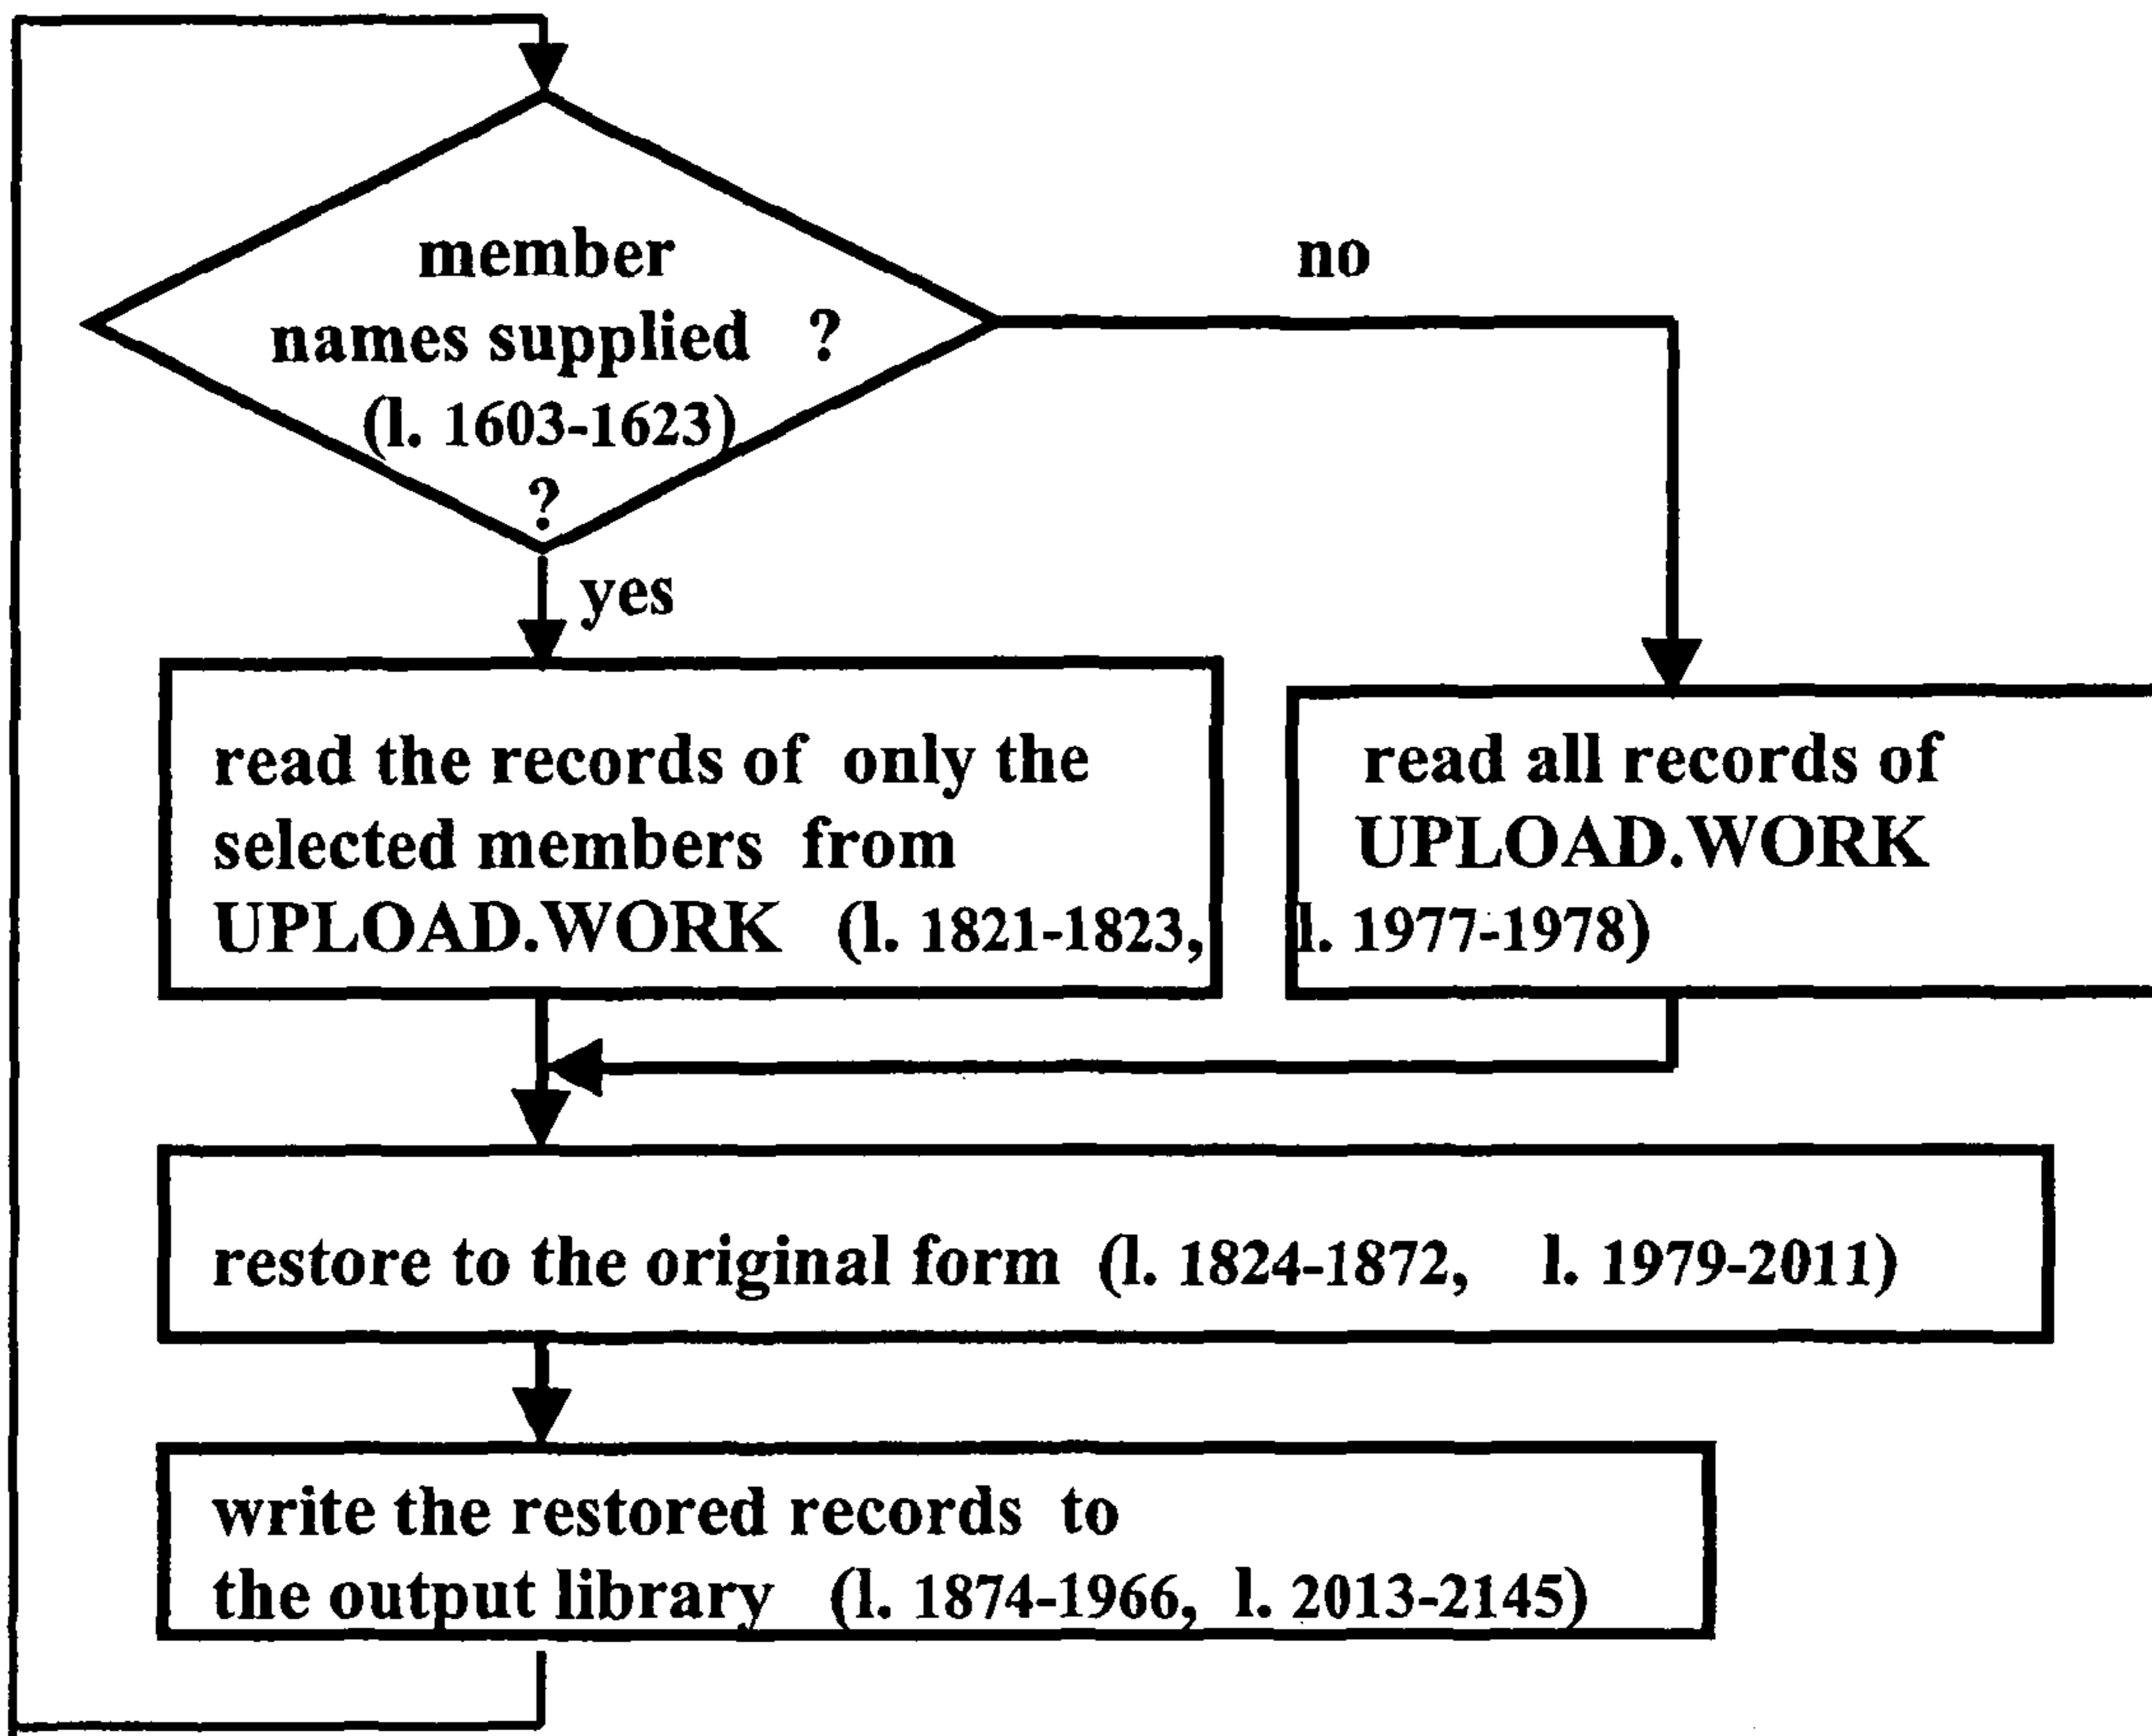 member
names supplied ?
(l. 1603-1623)
?
no
yes
read the records of only the
selected members from
UPLOAD.WORK (l. 1821-1823,
read all records of
UPLOAD.WORK
l. 1977-1978)
restore to the original form (l. 1824-1872, l. 1979-2011)
write the restored records to
the output library (l. 1874-1966, l. 2013-2145)